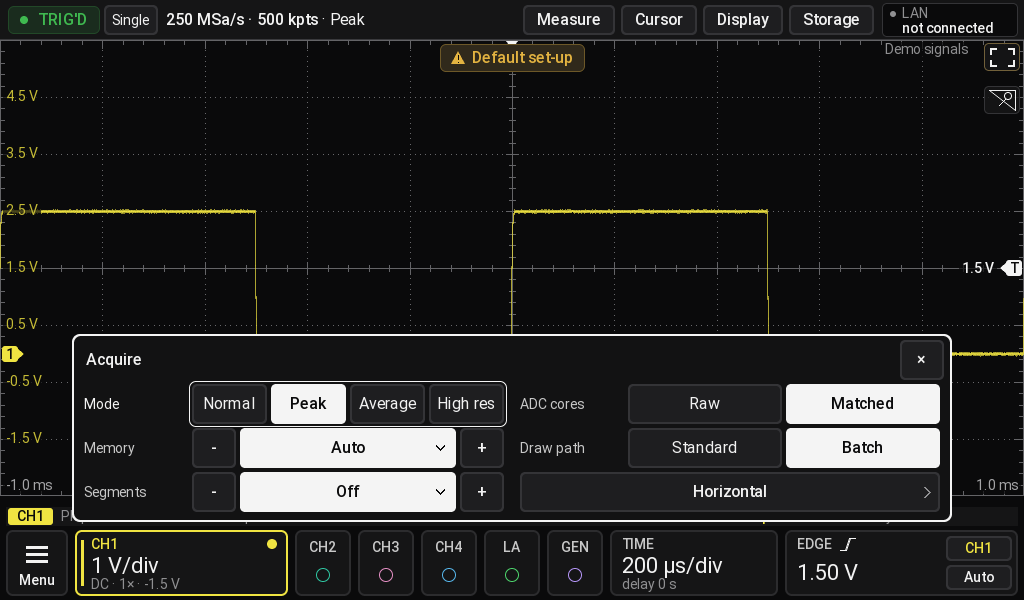 TRIG'D
Single
250 MSa/s · 500 kpts · Peak
Measure
Cursor
Display
Storage
LAN
not connected
Demo signals
Default set-up
4.5 V
3.5 V
2.5 V
1.5 V
1.5 V
T
0.5 V
1
-0.5 V
-1.5 V
-1.0 ms
1.0 ms
Acquire
×
Mode
Normal
Peak
Average
High res
ADC cores
Raw
Matched
Memory
-
Auto
+
Draw path
Standard
Batch
Segments
-
Off
+
Horizontal
CH1
Menu
CH1
1 V/div
DC · 1× · -1.5 V
CH2
CH3
CH4
LA
GEN
TIME
200 µs/div
delay 0 s
EDGE
1.50 V
CH1
Auto